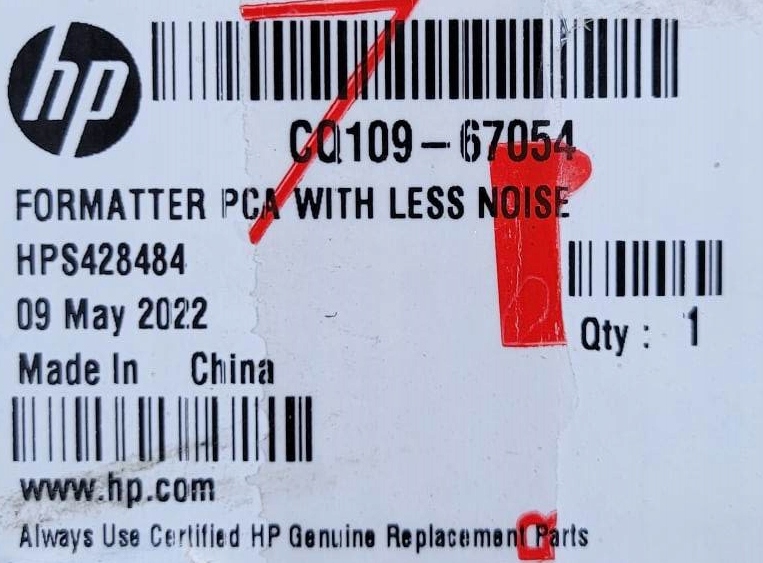 hp
CQ109-67054
FORMATTER PCA WITH LESS NOISE
HPS428484
09 May 2022
Qty : 1
Made In China
www.hp.com
Always Use Certified HP Genuine Replacement Parts